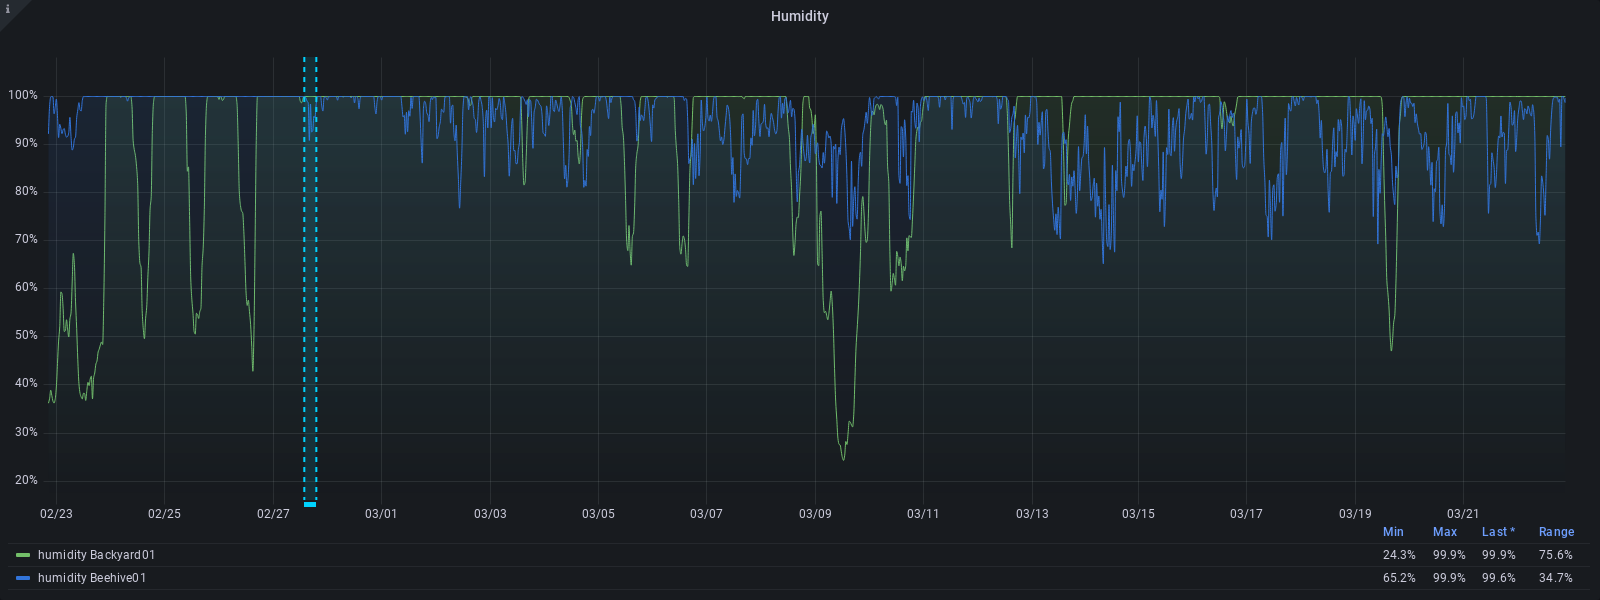 i
Humidity
100%
90%
80%
70%
60%
50%
40%
30%
20%
02/23 02/25 02/27 03/01 03/03 03/05 03/07 03/09 03/11 03/13 03/15 03/17 03/19 03/21
Min Max Last * Range
humidity Backyard01 24.3% 99.9% 99.9% 75.6%
humidity Beehive01 65.2% 99.9% 99.6% 34.7%